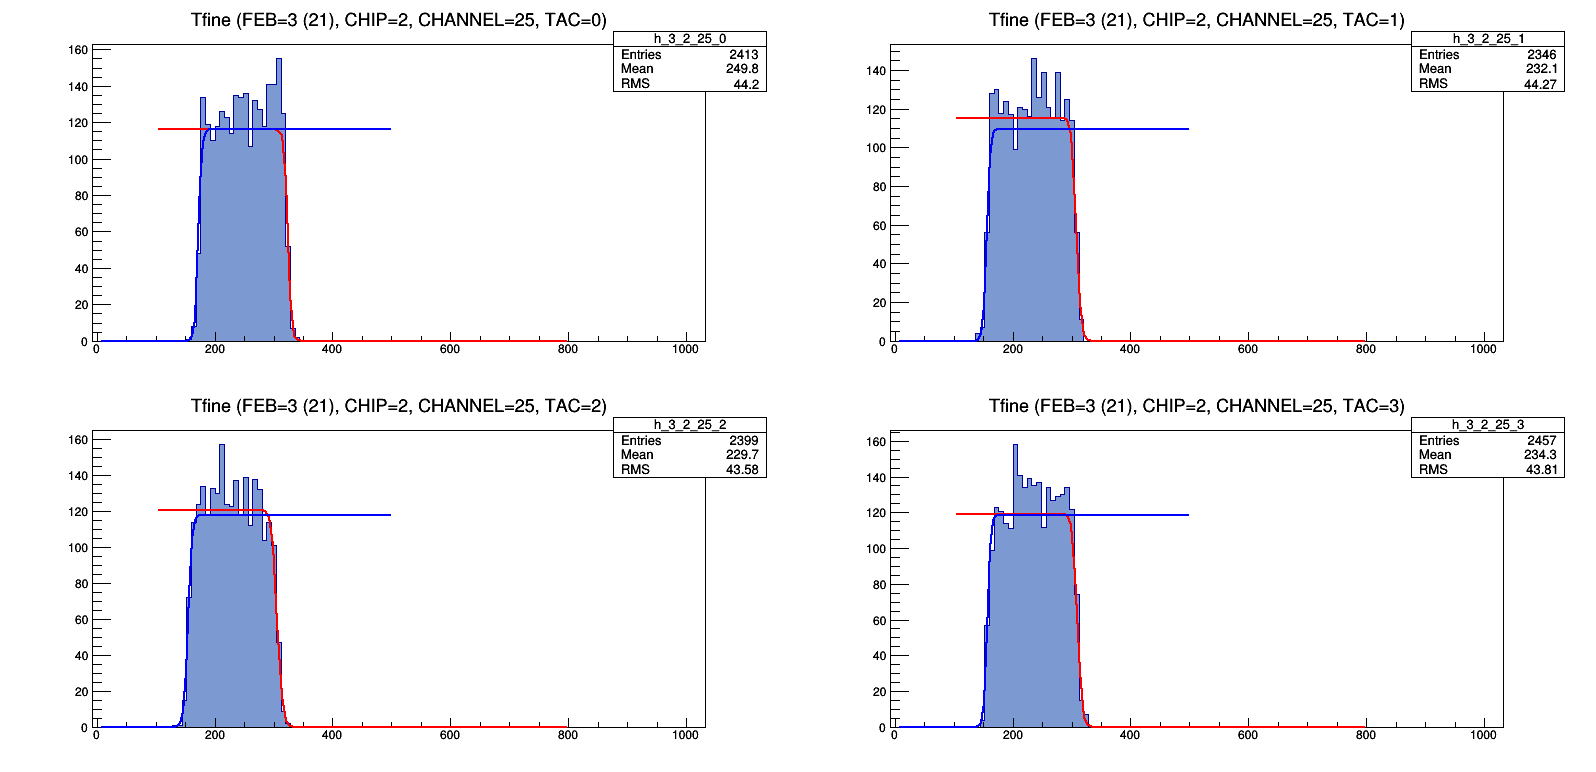 Tfine (FEB=3 (21), CHIP=2, CHANNEL=25, TAC=0)
h_3_2_25_0
Entries 2413
Mean 249.8
RMS 44.2
160
140
120
100
80
60
40
20
0
0 200 400 600 800 1000
Tfine (FEB=3 (21), CHIP=2, CHANNEL=25, TAC=1)
h_3_2_25_1
Entries 2346
Mean 232.1
RMS 44.27
140
120
100
80
60
40
20
0
0 200 400 600 800 1000
Tfine (FEB=3 (21), CHIP=2, CHANNEL=25, TAC=2)
h_3_2_25_2
Entries 2399
Mean 229.7
RMS 43.58
160
140
120
100
80
60
40
20
0
0 200 400 600 800 1000
Tfine (FEB=3 (21), CHIP=2, CHANNEL=25, TAC=3)
h_3_2_25_3
Entries 2457
Mean 234.3
RMS 43.81
160
140
120
100
80
60
40
20
0
0 200 400 600 800 1000